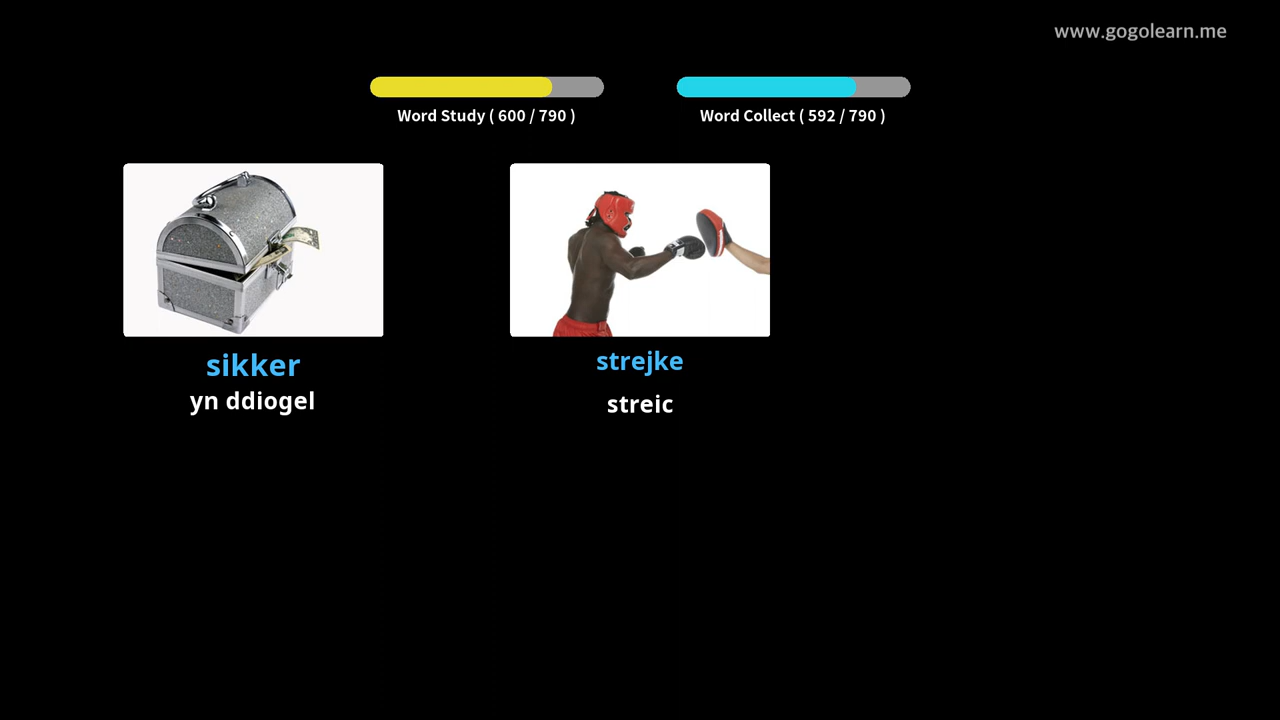 www.gogolearn.me
Word Study ( 600 / 790 )
Word Collect ( 592 / 790 )
sikker
yn ddiogel
strejke
streic